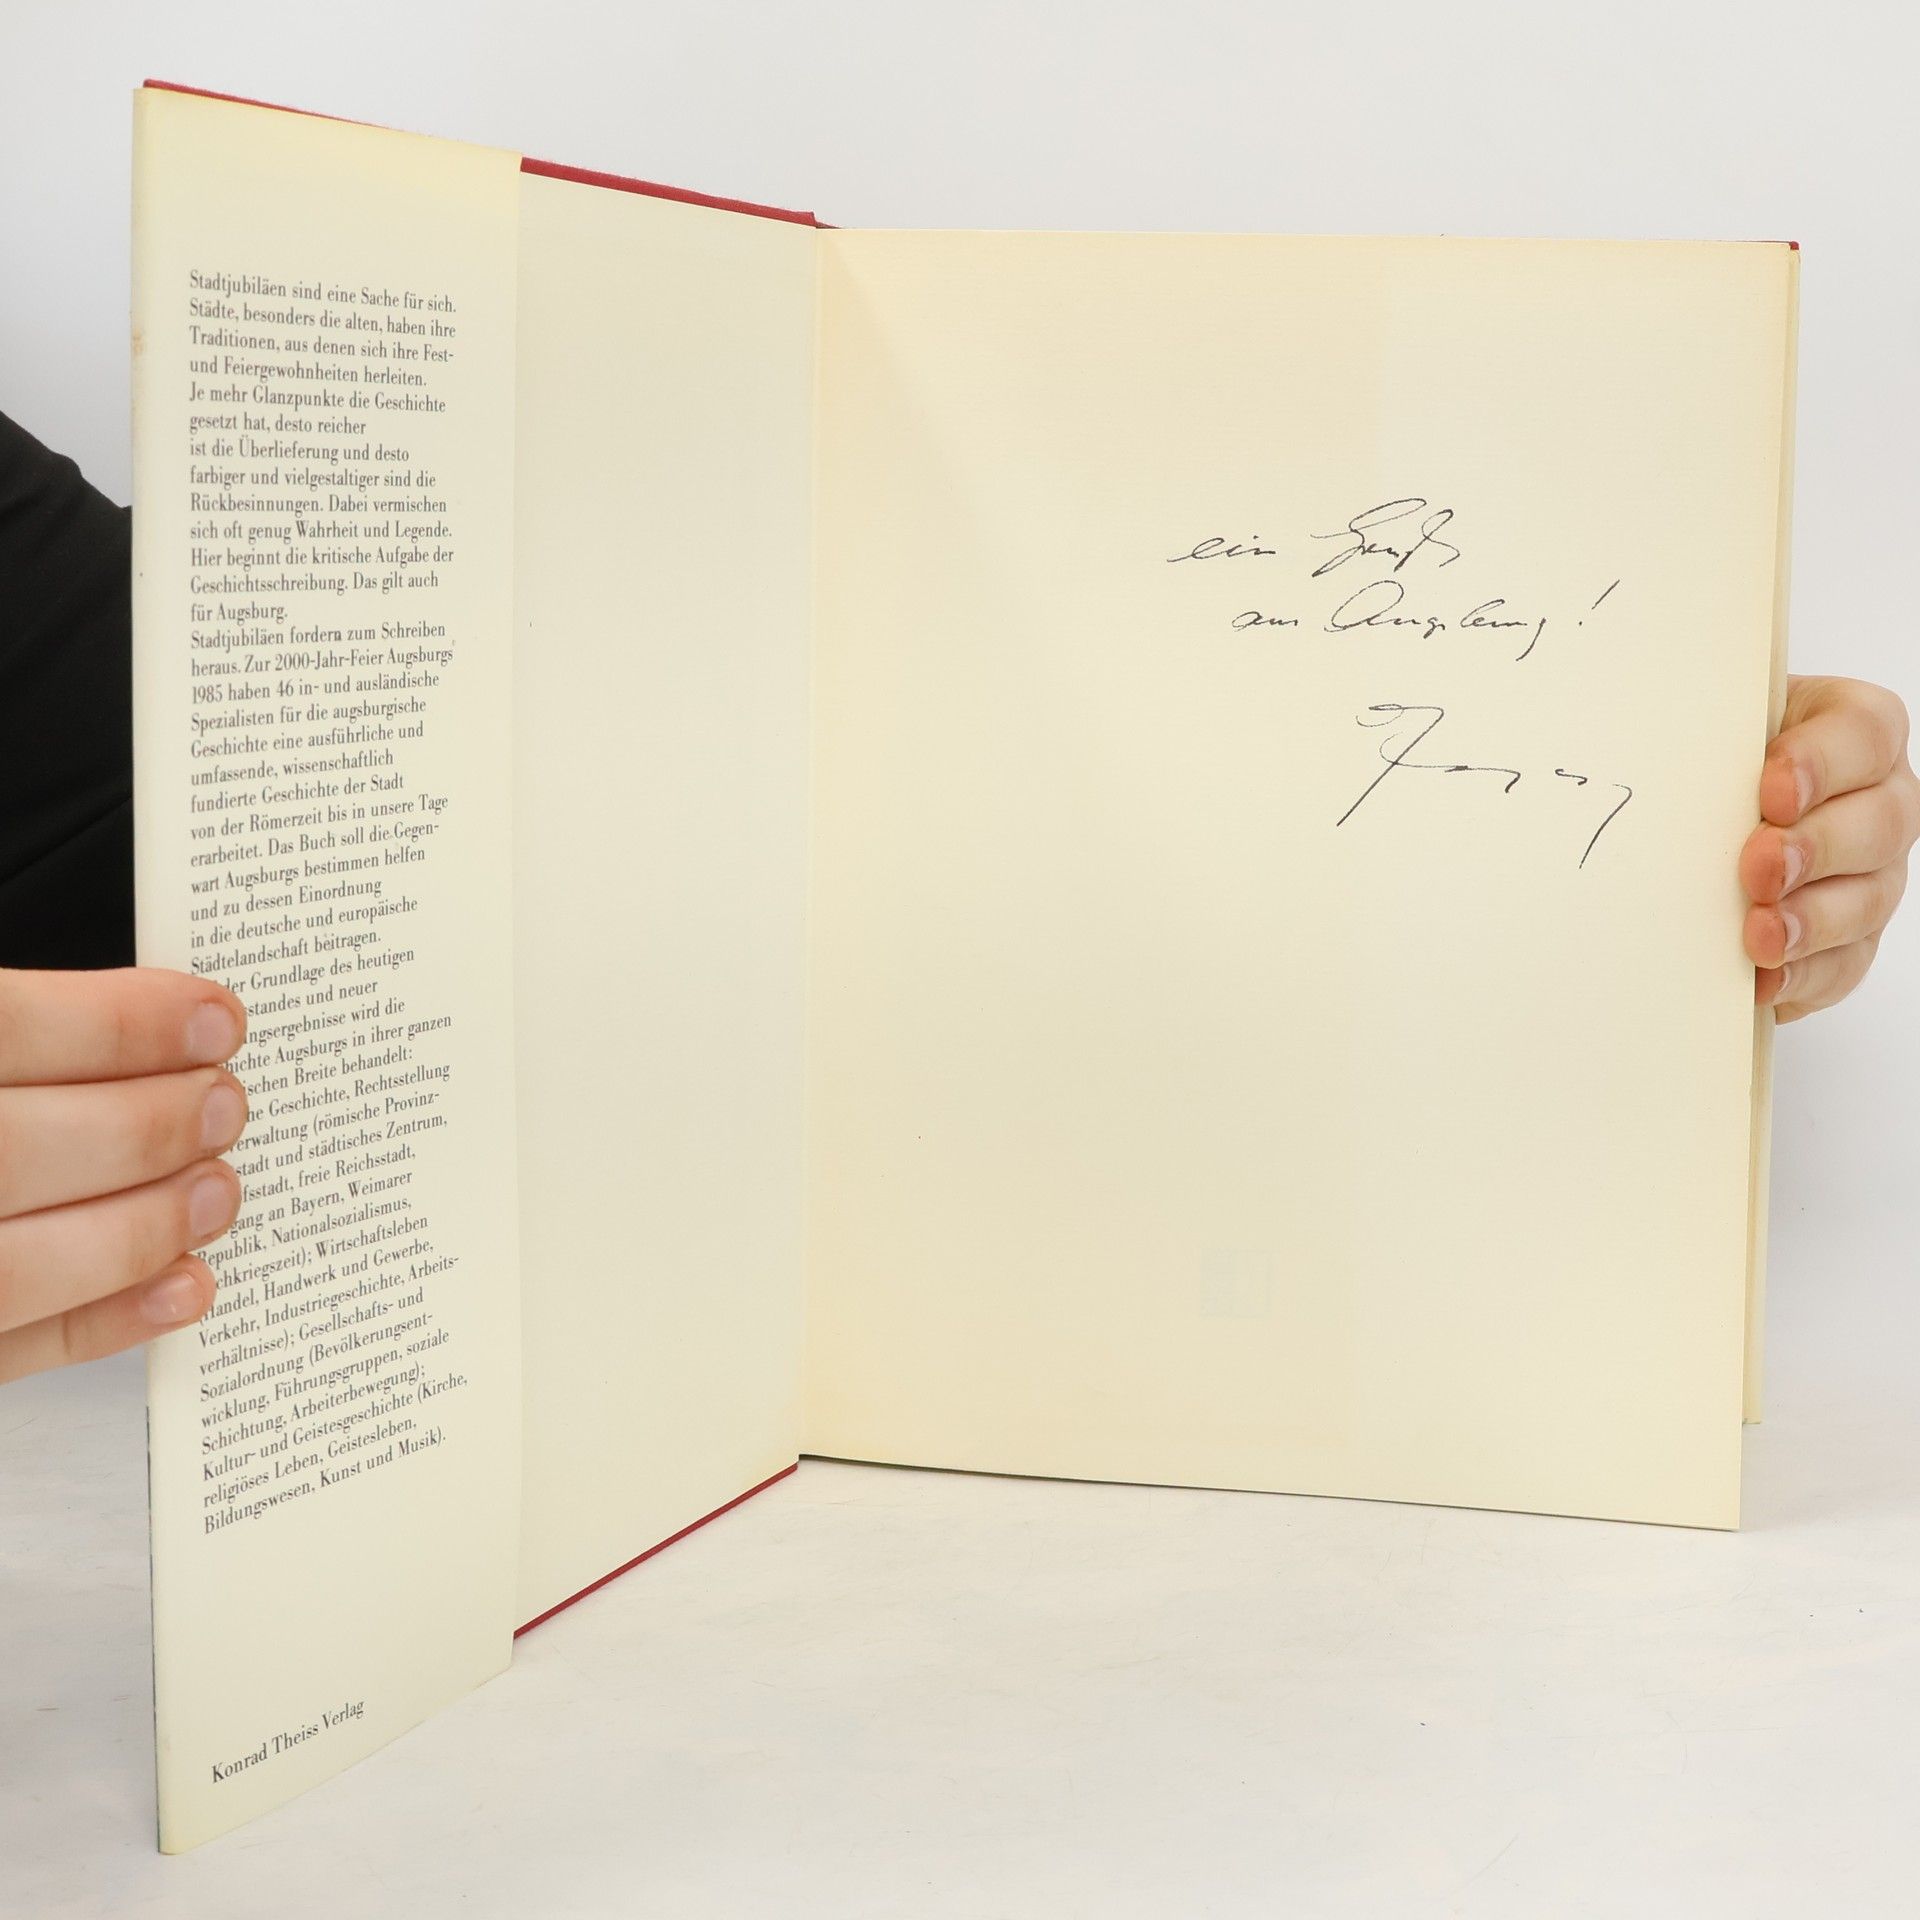 Stadtjubiläen sind eine Sache für sich.
Städte, besonders die alten, haben ihre
Traditionen, aus denen sich ihre Fest-
und Feiergewohnheiten herleiten.
Je mehr Glanzpunkte die Geschichte
gesetzt hat, desto reicher
ist die Überlieferung und desto
farbiger und vielgestaltiger sind die
Rückbesinnungen. Dabei vermischen
sich oft genug Wahrheit und Legende.
Hier beginnt die kritische Aufgabe der
Geschichtsschreibung. Das gilt auch
für Augsburg.
Stadtjubiläen fordern zum Schreiben
heraus. Zur 2000-Jahr-Feier Augsburgs
1985 haben 46 in- und ausländische
Spezialisten für die augsburgische
Geschichte eine ausführliche und
umfassende, wissenschaftlich
fundierte Geschichte der Stadt
von der Römerzeit bis in unsere Tage
erarbeitet. Das Buch soll die Gegen-
wart Augsburgs bestimmen helfen
und zu dessen Einordnung
in die deutsche und europäische
Städtelandschaft beitragen.
der Grundlage des heutigen
standes und neuer
ngsergebnisse wird die
hichte Augsburgs in ihrer ganzen
ischen Breite behandelt:
he Geschichte, Rechtsstellung
erwaltung (römische Provinz-
stadt und städtisches Zentrum,
fsstadt, freie Reichsstadt,
gang an Bayern, Weimarer
Republik, Nationalsozialismus,
chkriegszeit); Wirtschaftsleben
(Handel, Handwerk und Gewerbe,
Verkehr, Industriegeschichte, Arbeits-
verhältnisse); Gesellschafts- und
Sozialordnung (Bevölkerungsent-
wicklung, Führungsgruppen, soziale
Schichtung, Arbeiterbewegung);
Kultur- und Geistesgeschichte (Kirche,
religiöses Leben, Geistesleben,
Bildungswesen, Kunst und Musik).
Konrad Theiss Verlag
ein
aus Augsburg!